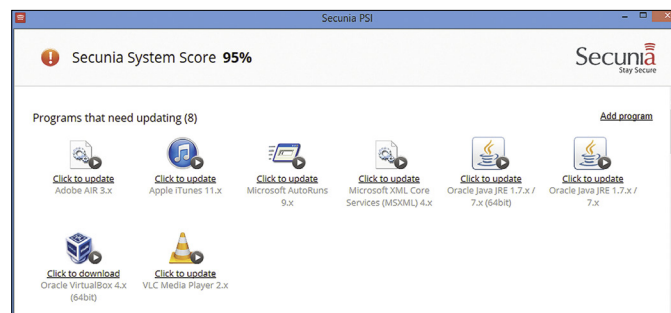 Secunia PSI
Secunia System Score 95%
Secunia
Stay Secure
Programs that need updating (8)
Add program
Click to update
Adobe AIR 3.x
Click to update
Apple iTunes 11.x
Click to update
Microsoft AutoRuns
9.x
Click to update
Microsoft XML Core
Services (MSXML) 4.x
Click to update
Oracle Java JRE 1.7.x /
7.x (64bit)
Click to update
Oracle Java JRE 1.7.x /
7.x
Click to download
Oracle VirtualBox 4.x
(64bit)
Click to update
VLC Media Player 2.x